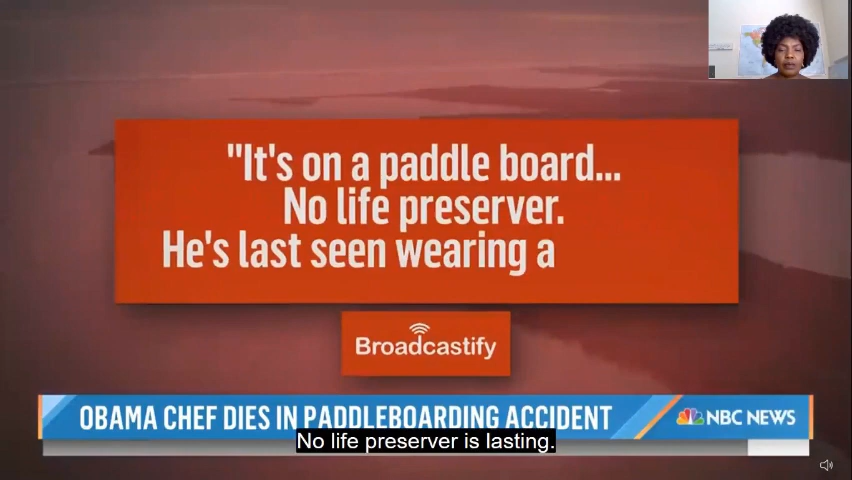 "It's on a paddle board...
No life preserver.
He's last seen wearing a
Broadcastify
OBAMA CHEF DIES IN PADDLEBOARDING ACCIDENT
NBC NEWS
No life preserver is lasting.